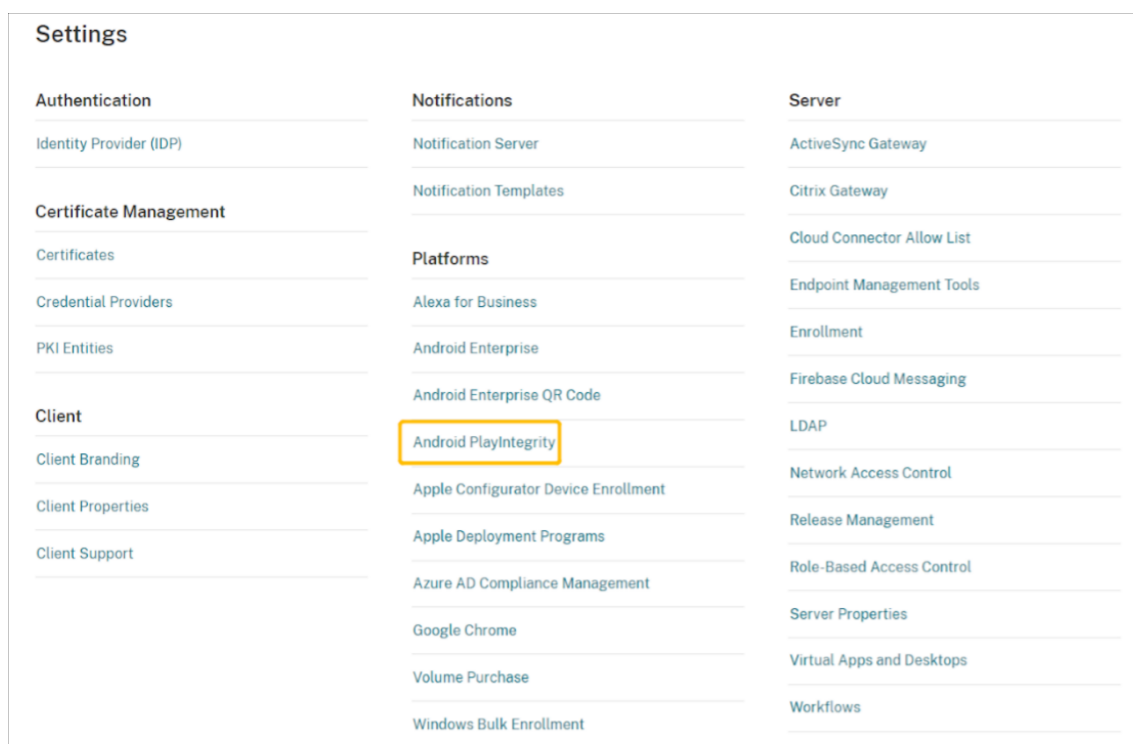 Settings
Authentication
Identity Provider (IDP)
Certificate Management
Certificates
Credential Providers
PKI Entities
Client
Client Branding
Client Properties
Client Support
Notifications
Notification Server
Notification Templates
Platforms
Alexa for Business
Android Enterprise
Android Enterprise QR Code
Android PlayIntegrity
Apple Configurator Device Enrollment
Apple Deployment Programs
Azure AD Compliance Management
Google Chrome
Volume Purchase
Windows Bulk Enrollment
Server
ActiveSync Gateway
Citrix Gateway
Cloud Connector Allow List
Endpoint Management Tools
Enrollment
Firebase Cloud Messaging
LDAP
Network Access Control
Release Management
Role-Based Access Control
Server Properties
Virtual Apps and Desktops
Workflows